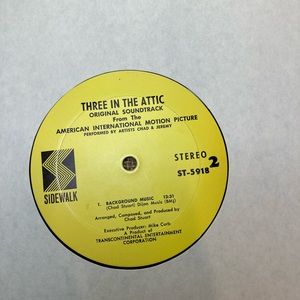 THREE IN THE ATTIC
ORIGINAL SOUNDTRACK
From The
AMERICAN INTERNATIONAL MOTION PICTURE
PERFORMED BY ARTISTS CHAD & JEREMY
SIDEWALK
STEREO 2
ST-5918
1. BACKGROUND MUSIC 12:31
(Chad Stuart) Dijon Music (BMI)
Arranged, Composed, and Produced by
Chad Stuart
Executive Producer: Mike Curb
A Product of
TRANSCONTINENTAL ENTERTAINMENT
CORPORATION